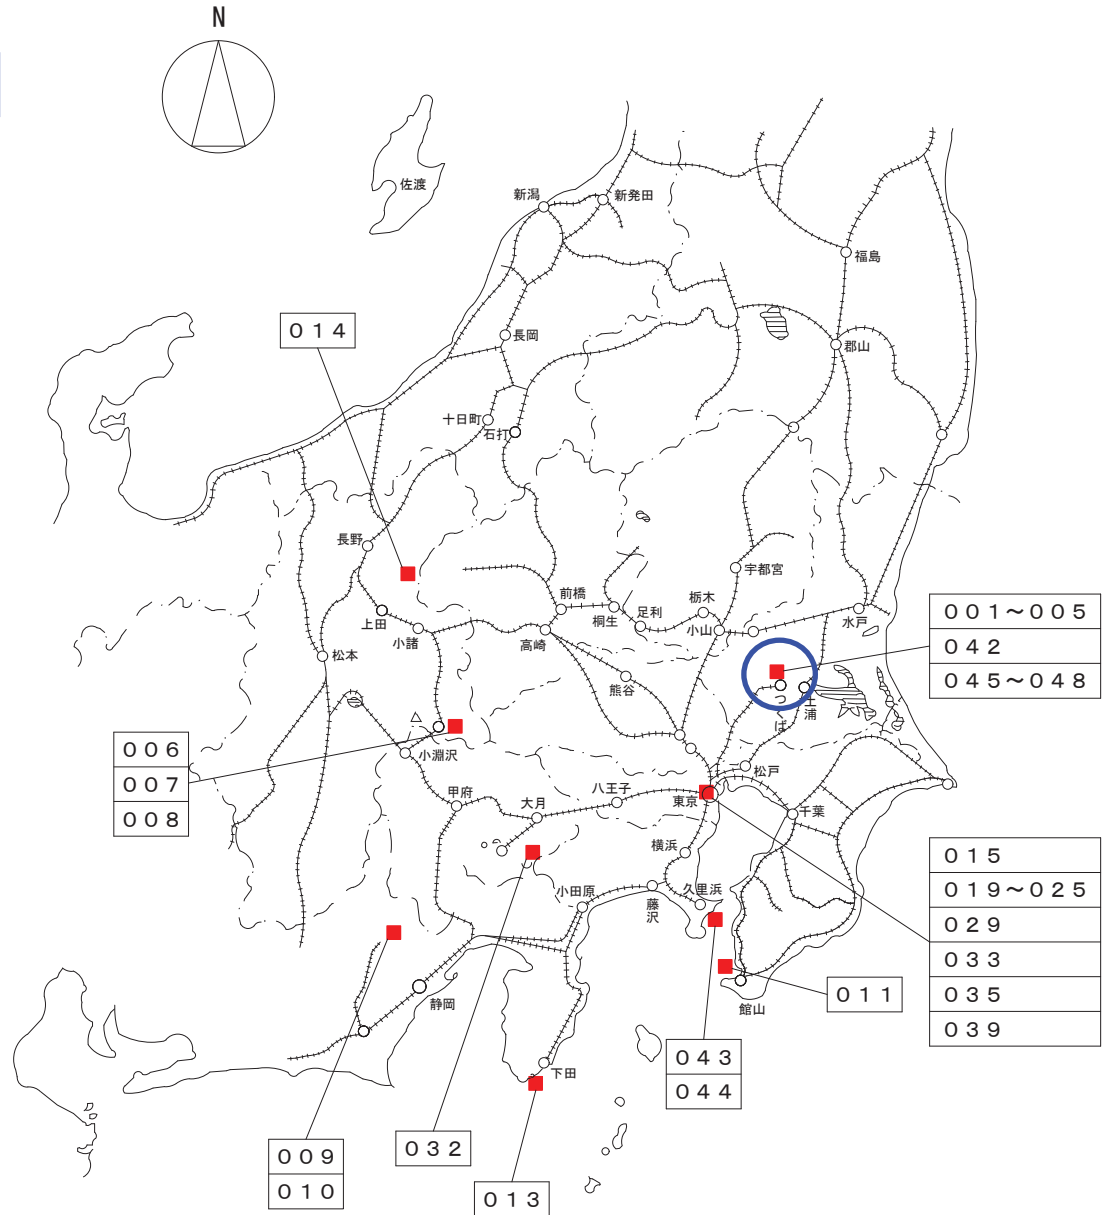 N
佐渡
新潟
新発田
福島
０１４
長岡
郡山
十日町
石打
長野
宇都宮
前橋
桐生
足利
栃木
小山
水戸
上田
小諸
高崎
００１～００５
０４２
０４５～０４８
松本
熊谷
つくば
土浦
００６
００７
００８
小淵沢
松戸
甲府
大月
八王子
東京
千葉
横浜
０１５
０１９～０２５
０２９
０３３
０３５
０３９
小田原
藤沢
久里浜
静岡
館山
０１１
０４３
０４４
下田
０３２
００９
０１０
０１３